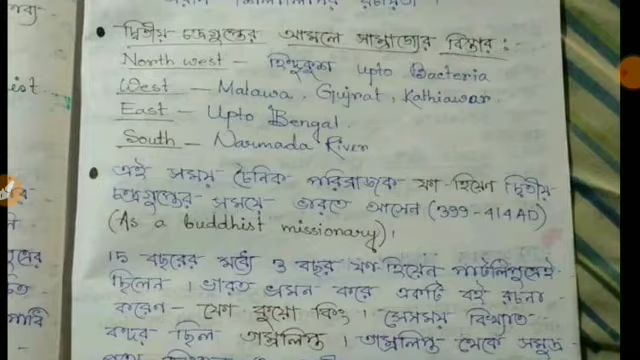 • দ্বিতীয় চন্দ্রগুপ্তের আমলে সাম্রাজ্যের বিস্তার :-
North west - হিন্দুকুশ upto Bacteria
West - Malawa, Gujrat, Kathiawar.
East - Upto Bengal.
South - Narmada River
• এই সময় চৈনিক পরিব্রাজক ফা-হিয়েণ দ্বিতীয়
চন্দ্রগুপ্তের সময়ে ভারতে আসেন (399-414 AD)
(As a buddhist missionary)।
15 বছরের মধ্যে 3 বছর ফা হিয়েন পাটলিপুত্রেই
ছিলেন । ভারত ভ্রমন করে একটি বই রচনা
করেণ- ফো কুয়ো কিং । সেসময় বিখ্যাত
বন্দর ছিল তাম্রলিপ্ত । তাম্রলিপ্ত থেকে সমুদ্র